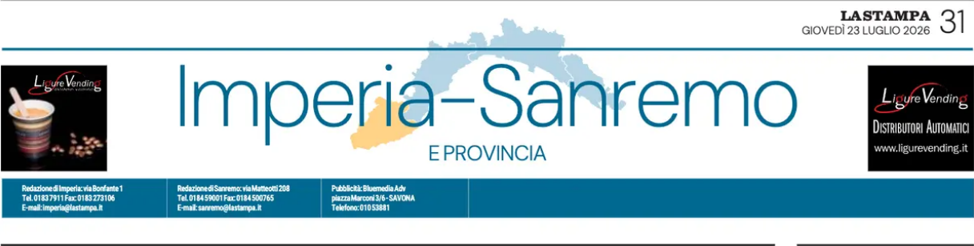 LASTAMPA 31
GIOVEDÌ 23 LUGLIO 2026
Ligure Vending
Imperia–Sanremo
E PROVINCIA
Ligure Vending
DISTRIBUTORI AUTOMATICI
www.ligurevending.it
Redazione di Imperia: via Bonfante 1
Tel. 01837911 Fax: 0183 273106
E-mail: imperia@lastampa.it
Redazione di Sanremo: via Matteotti 208
Tel. 0184 59001 Fax: 0184 500765
E-mail: sanremo@lastampa.it
Pubblicità: Bluemedia Adv
piazza Marconi 3/6 - SAVONA
Telefono: 010 53881